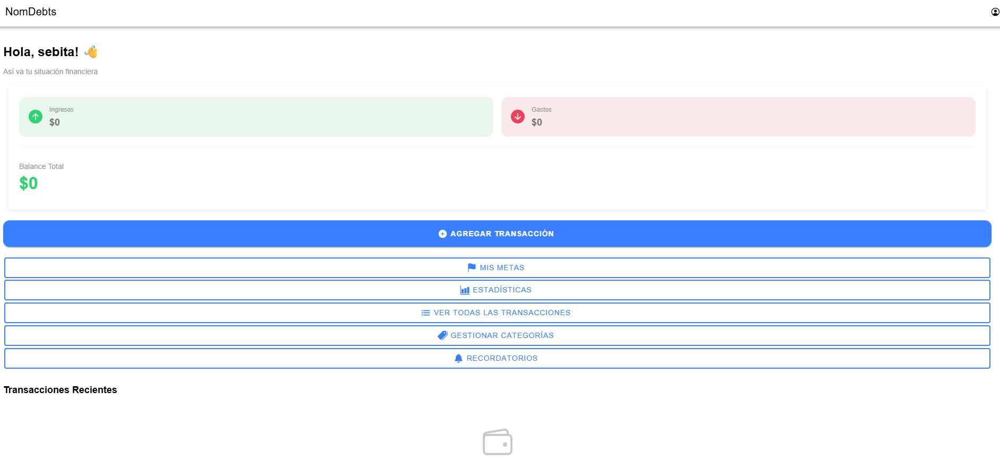 NomDebts
Hola, sebita! 👋
Así va tu situación financiera
Ingresos
$0
Gastos
$0
Balance Total
$0
AGREGAR TRANSACCIÓN
MIS METAS
ESTADÍSTICAS
VER TODAS LAS TRANSACCIONES
GESTIONAR CATEGORÍAS
RECORDATORIOS
Transacciones Recientes